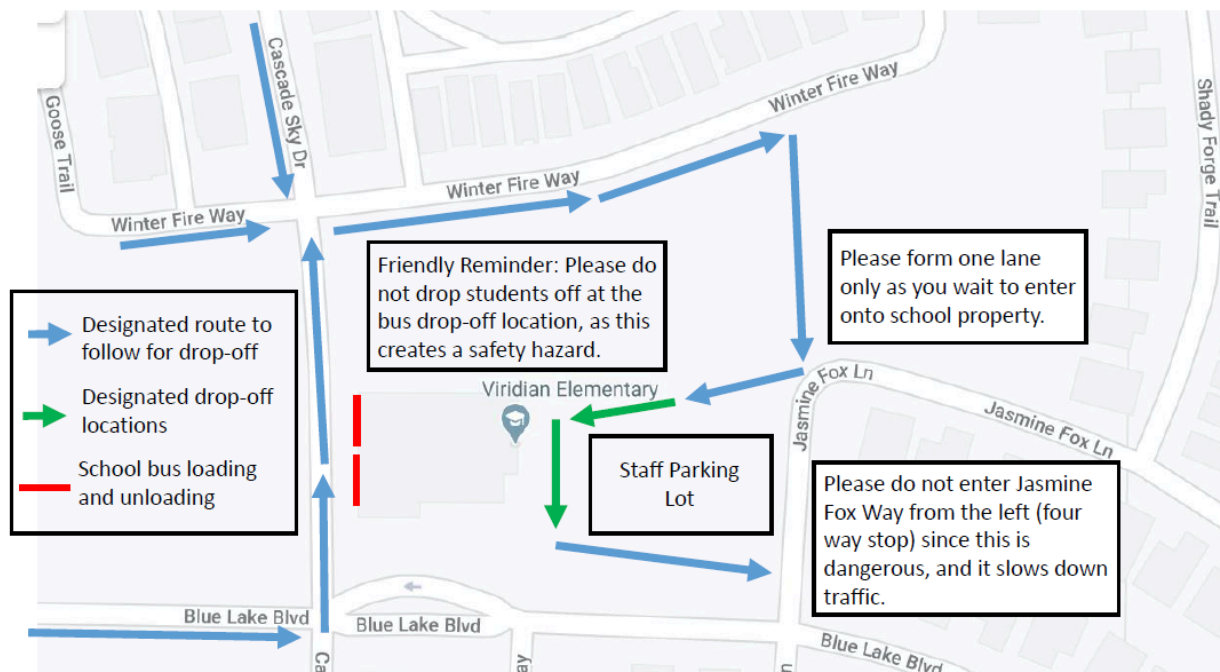 Goose Trail
Cascade Sky Dr
Winter Fire Way
Winter Fire Way
Winter Fire Way
Shady Forge Trail
Designated route to
follow for drop-off
Designated drop-off
locations
School bus loading
and unloading
Friendly Reminder: Please do
not drop students off at the
bus drop-off location, as this
creates a safety hazard.
Please form one lane
only as you wait to enter
onto school property.
Viridian Elementary
Jasmine Fox Ln
Jasmine Fox Ln
Staff Parking
Lot
Please do not enter Jasmine
Fox Way from the left (four
way stop) since this is
dangerous, and it slows down
traffic.
Blue Lake Blvd
Blue Lake Blvd
Blue Lake Blvd